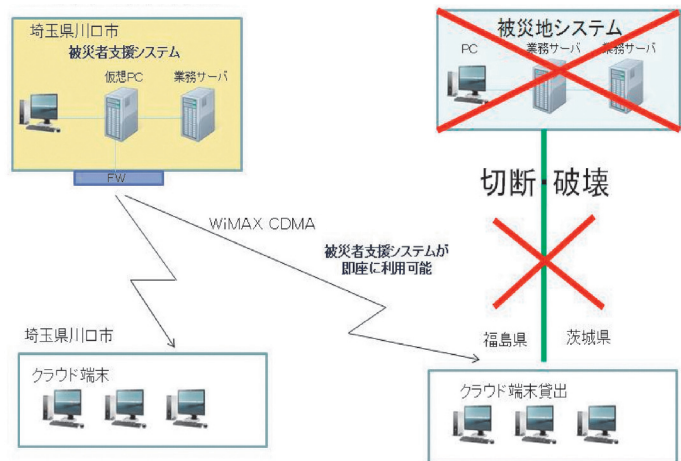 埼玉県川口市
被災者支援システム
仮想PC
業務サーバ
FW
被災地システム
PC
業務サーバ
業務サーバ
切断・破壊
WiMAX CDMA
被災者支援システムが
即座に利用可能
福島県
茨城県
埼玉県川口市
クラウド端末
クラウド端末貸出